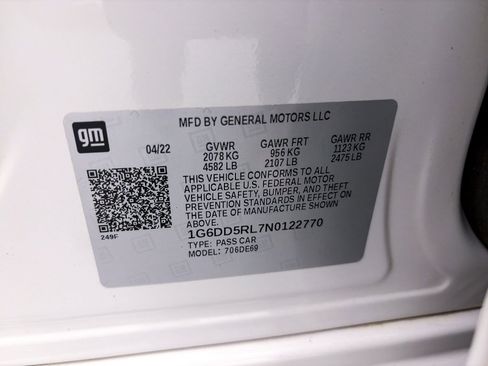 MFD BY GENERAL MOTORS LLC
gm
04/22 GVWR GAWR FRT GAWR RR
2078 KG 956 KG 1123 KG
4582 LB 2107 LB 2475 LB
THIS VEHICLE CONFORMS TO ALL
APPLICABLE U.S. FEDERAL MOTOR
VEHICLE SAFETY, BUMPER, AND THEFT
PREVENTION STANDARDS IN EFFECT ON
THE DATE OF MANUFACTURE SHOWN
ABOVE.
249F
1G6DD5RL7N0122770
TYPE: PASS CAR
MODEL: 706DE69